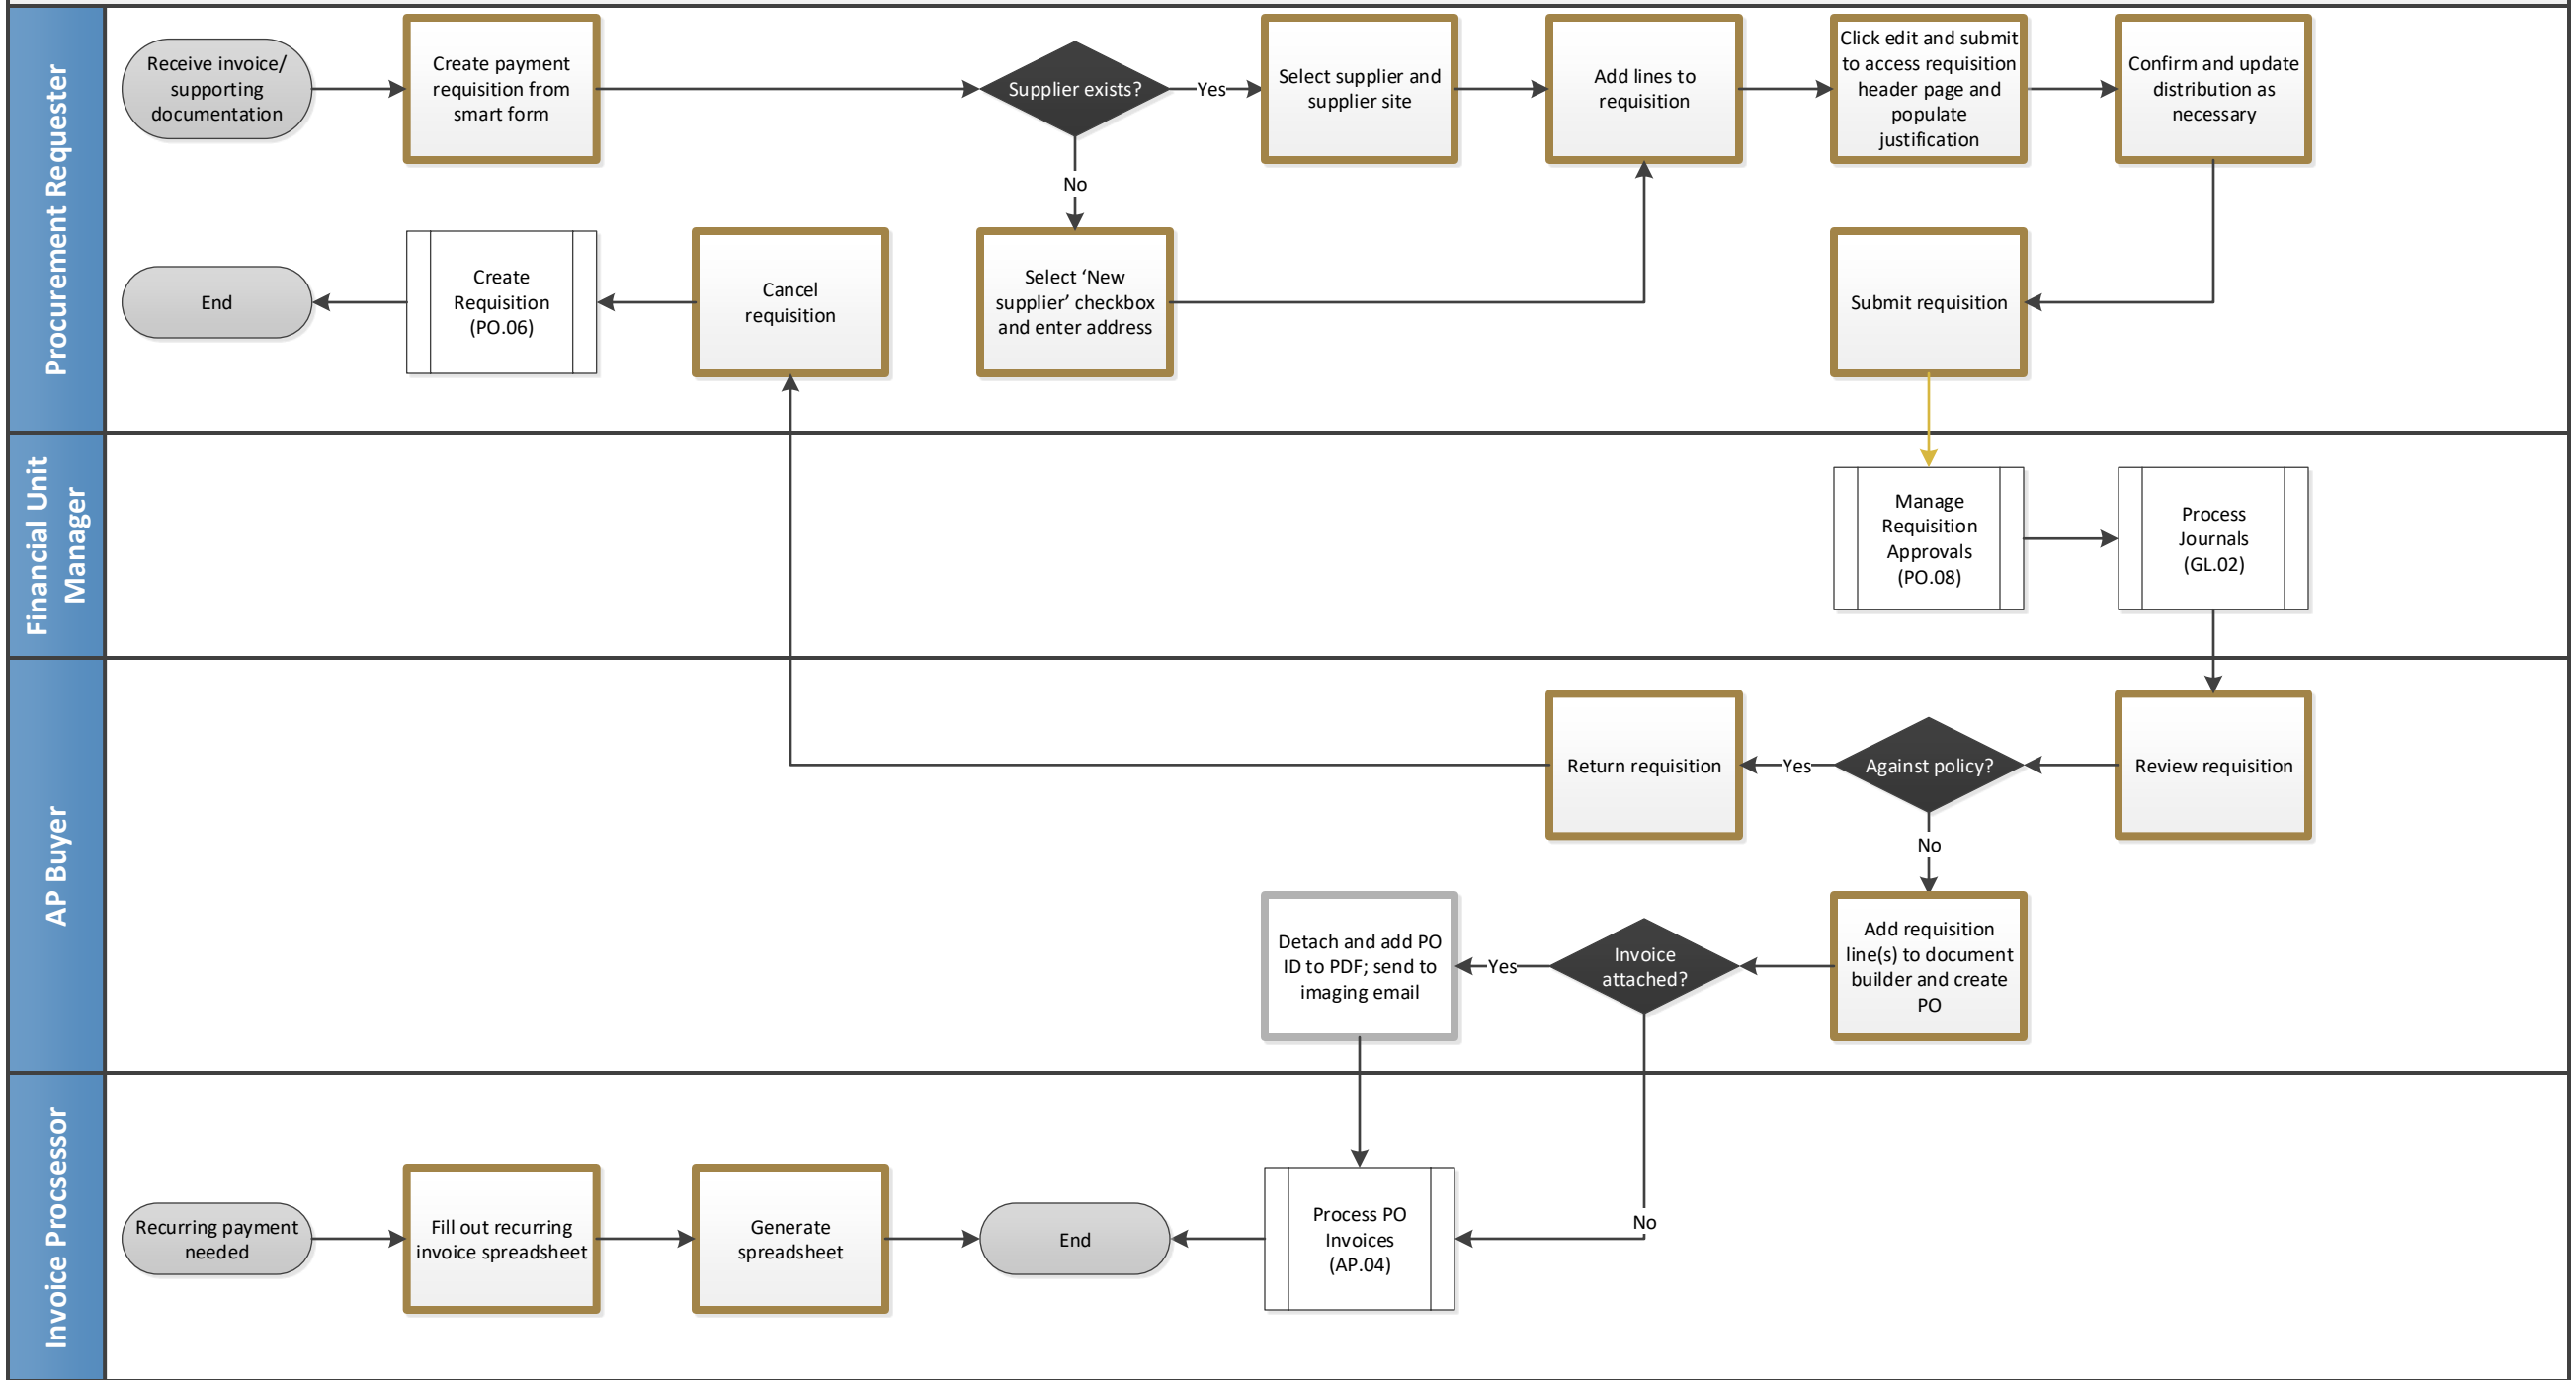 Procurement Requester
Receive invoice/
supporting
documentation
Create payment
requisition from
smart form
Supplier exists?
Yes
Select supplier and
supplier site
Add lines to
requisition
Click edit and submit
to access requisition
header page and
populate
justification
Confirm and update
distribution as
necessary
No
End
Create
Requisition
(PO.06)
Cancel
requisition
Select ‘New
supplier’ checkbox
and enter address
Submit requisition
Financial Unit
Manager
Manage
Requisition
Approvals
(PO.08)
Process
Journals
(GL.02)
AP Buyer
Return requisition
Yes
Against policy?
Review requisition
No
Detach and add PO
ID to PDF; send to
imaging email
Yes
Invoice
attached?
Add requisition
line(s) to document
builder and create
PO
Invoice Procsessor
Recurring payment
needed
Fill out recurring
invoice spreadsheet
Generate
spreadsheet
End
Process PO
Invoices
(AP.04)
No